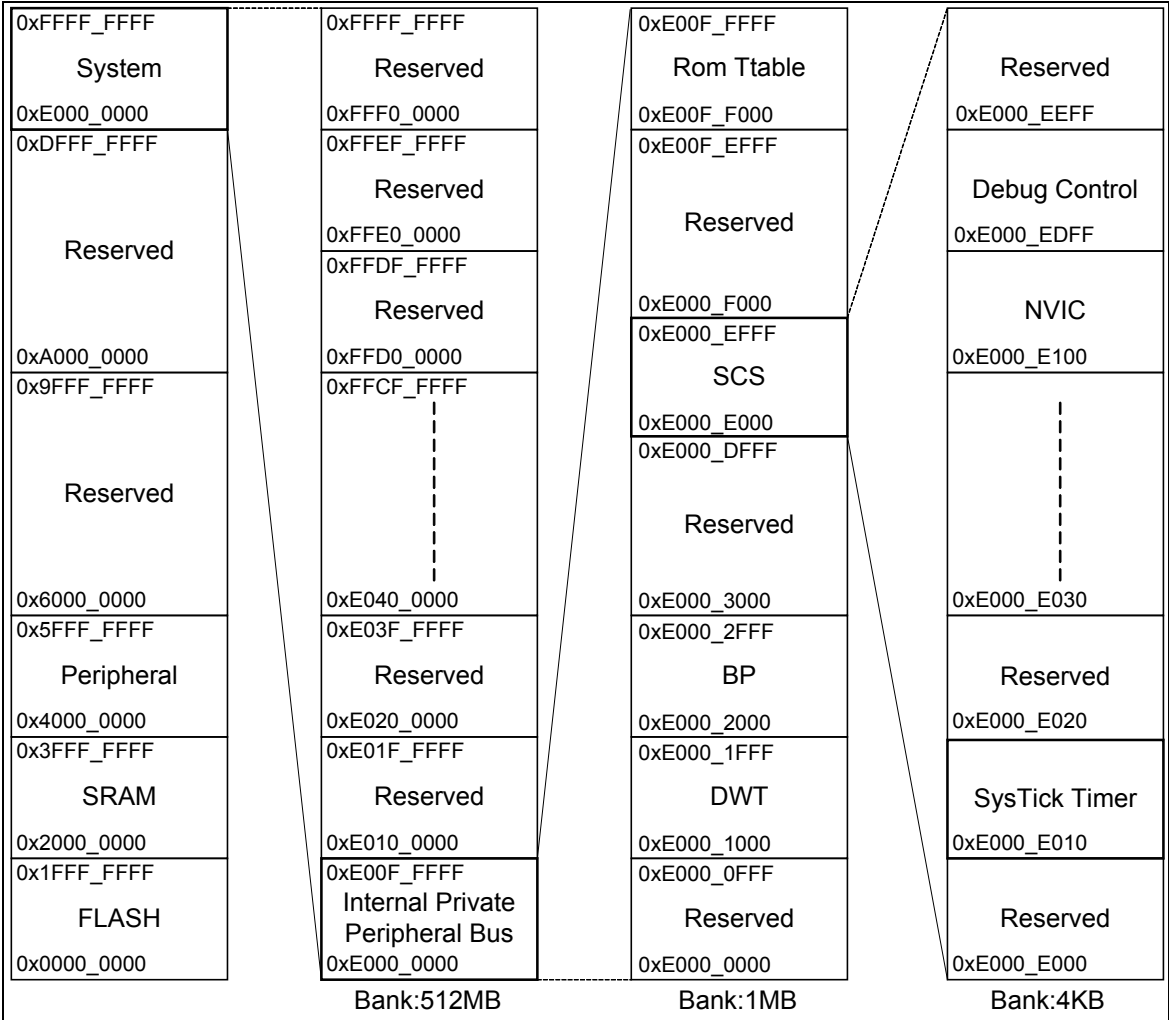 0xFFFF_FFFF
System
0xE000_0000
0xDFFF_FFFF
Reserved
0xA000_0000
0x9FFF_FFFF
Reserved
0x6000_0000
0x5FFF_FFFF
Peripheral
0x4000_0000
0x3FFF_FFFF
SRAM
0x2000_0000
0x1FFF_FFFF
FLASH
0x0000_0000
0xFFFF_FFFF
Reserved
0xFFF0_0000
0xFFEF_FFFF
Reserved
0xFFE0_0000
0xFFDF_FFFF
Reserved
0xFFD0_0000
0xFFCF_FFFF
0xE040_0000
0xE03F_FFFF
Reserved
0xE020_0000
0xE01F_FFFF
Reserved
0xE010_0000
0xE00F_FFFF
Internal Private
Peripheral Bus
0xE000_0000
Bank:512MB
0xE00F_FFFF
Rom Ttable
0xE00F_F000
0xE00F_EFFF
Reserved
0xE000_F000
0xE000_EFFF
SCS
0xE000_E000
0xE000_DFFF
Reserved
0xE000_3000
0xE000_2FFF
BP
0xE000_2000
0xE000_1FFF
DWT
0xE000_1000
0xE000_0FFF
Reserved
0xE000_0000
Bank:1MB
Reserved
0xE000_EEFF
Debug Control
0xE000_EDFF
NVIC
0xE000_E100
0xE000_E030
Reserved
0xE000_E020
SysTick Timer
0xE000_E010
Reserved
0xE000_E000
Bank:4KB